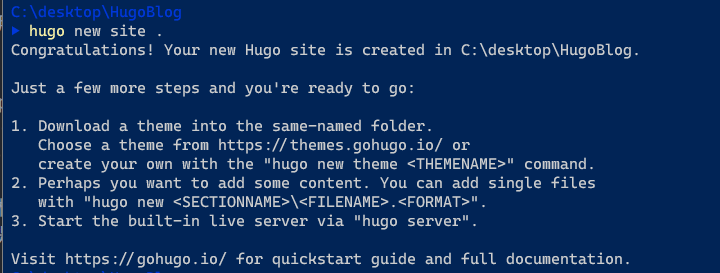 C:\desktop\HugoBlog
hugo new site .
Congratulations! Your new Hugo site is created in C:\desktop\HugoBlog.
Just a few more steps and you're ready to go:
1. Download a theme into the same-named folder.
Choose a theme from https://themes.gohugo.io/ or
create your own with the "hugo new theme <THEMENAME>" command.
2. Perhaps you want to add some content. You can add single files
with "hugo new <SECTIONNAME>\<FILENAME>.<FORMAT>".
3. Start the built-in live server via "hugo server".
Visit https://gohugo.io/ for quickstart guide and full documentation.